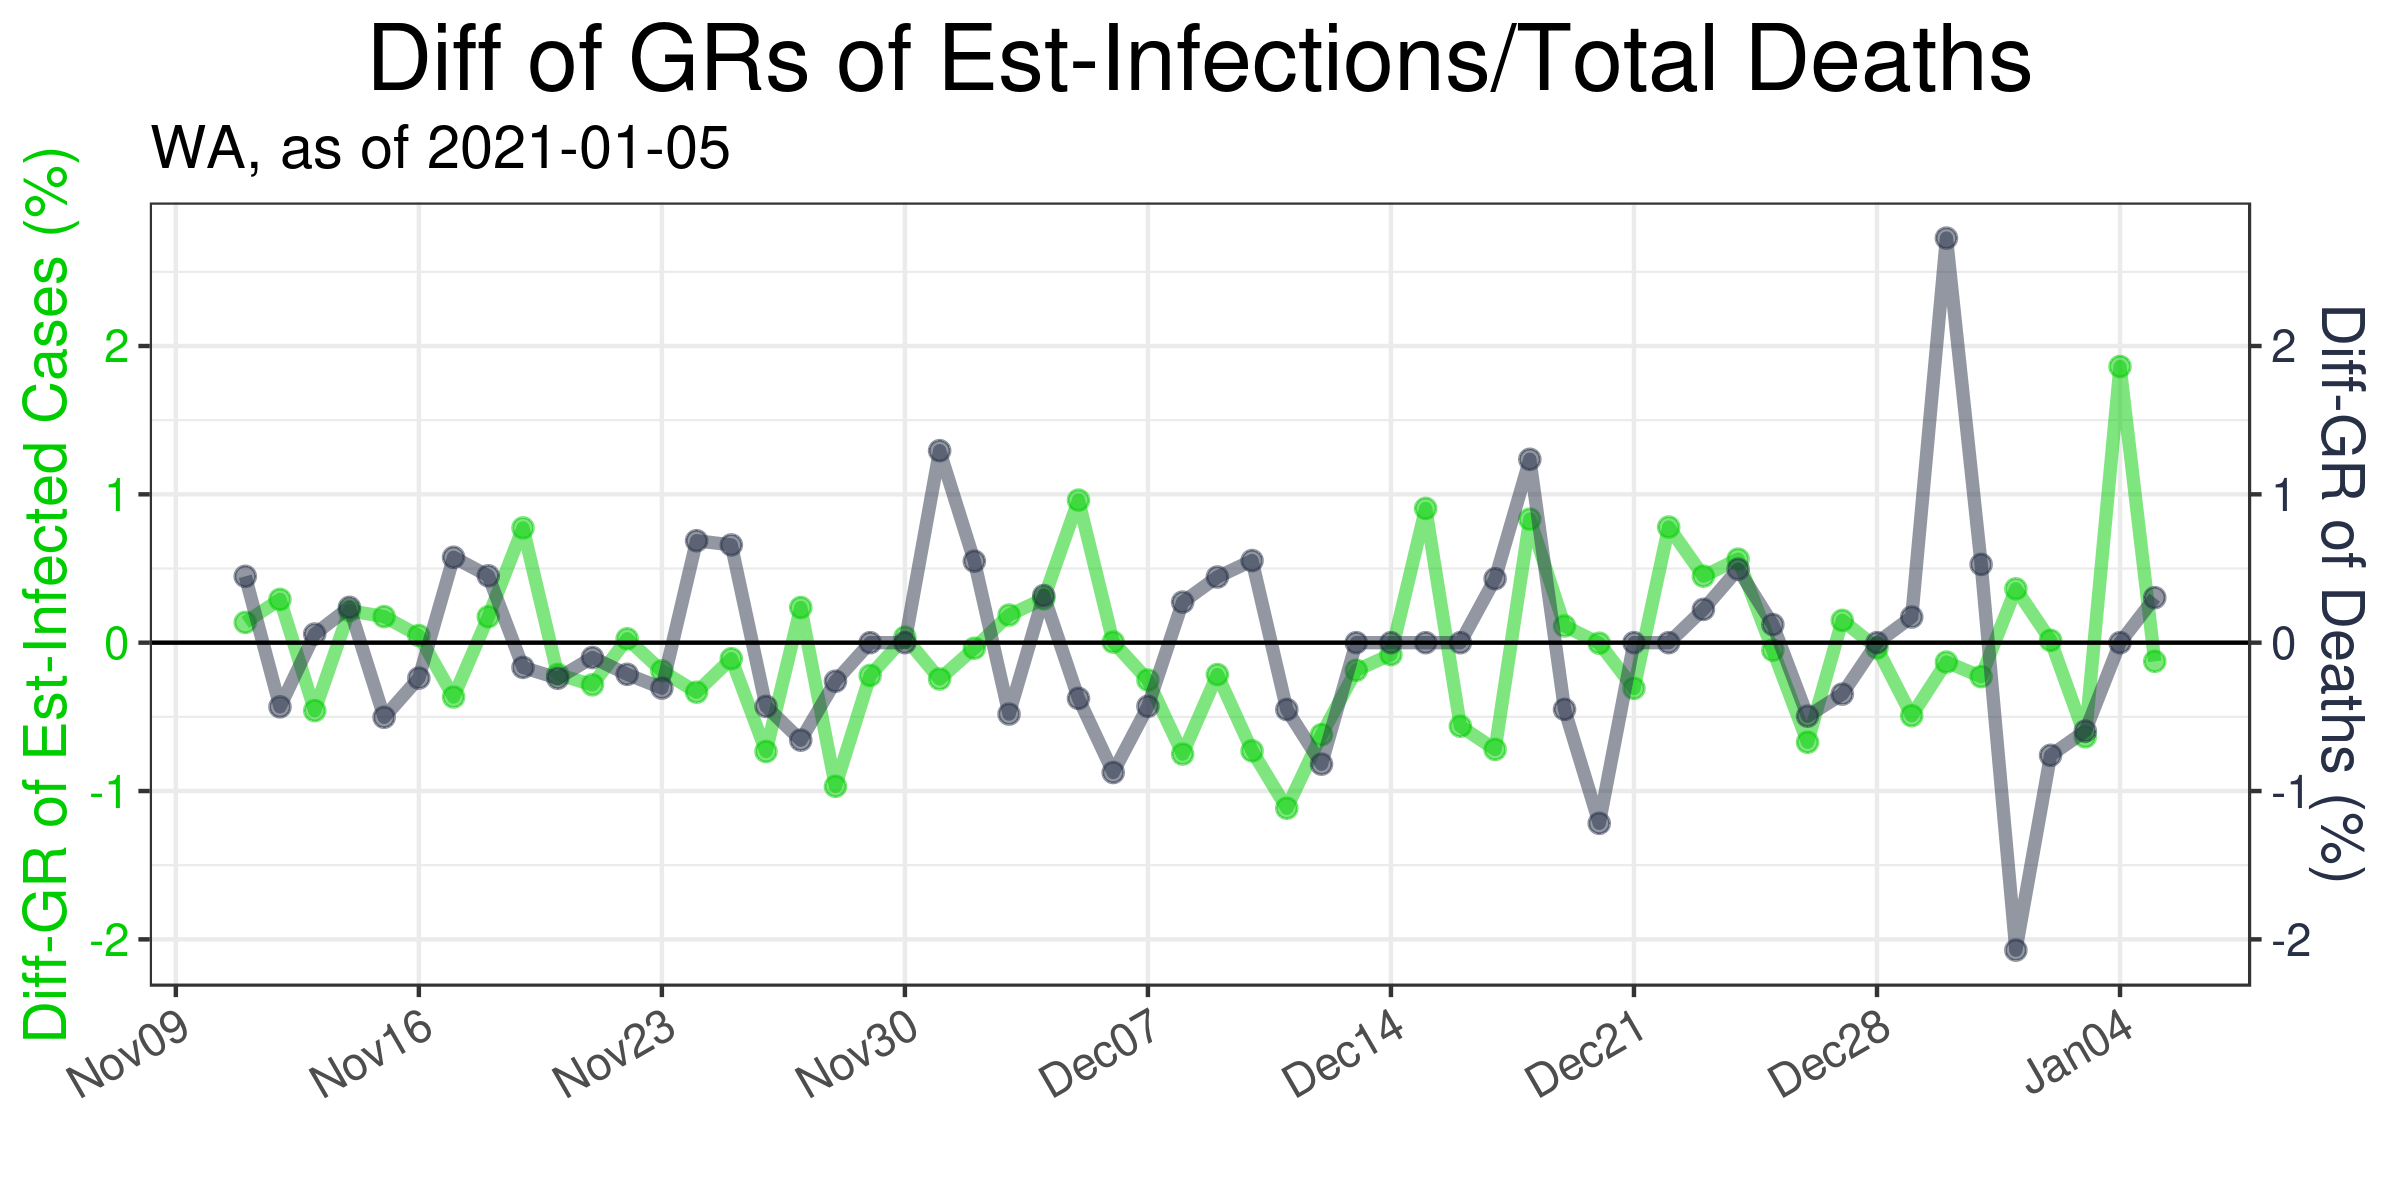 Diff of GRs of Est-Infections/Total Deaths
WA, as of 2021-01-05
Diff-GR of Est-Infected Cases (%)
2
1
0
-1
-2
2
1
0
-1
-2
Diff-GR of Deaths (%)
Nov09
Nov16
Nov23
Nov30
Dec07
Dec14
Dec21
Dec28
Jan04